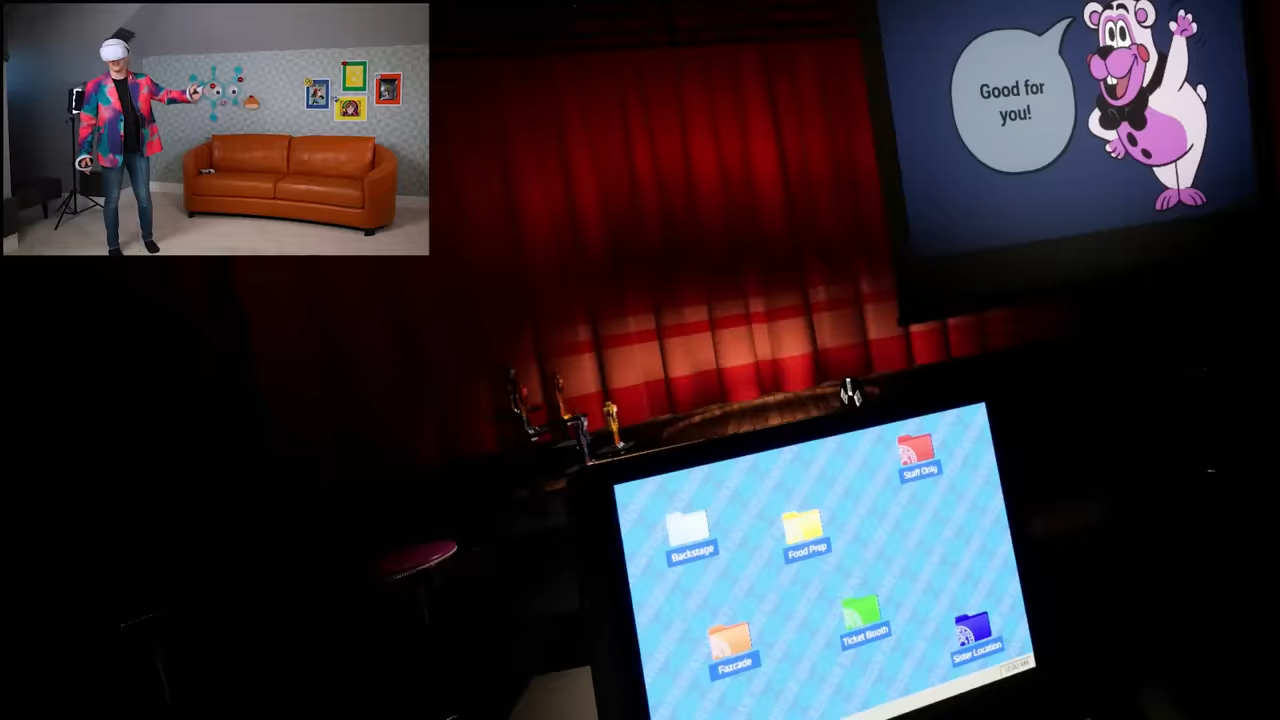 Good for
you!
Staff Only
Backstage
Food Prep
Ticket Booth
Sister Location
Fazcade